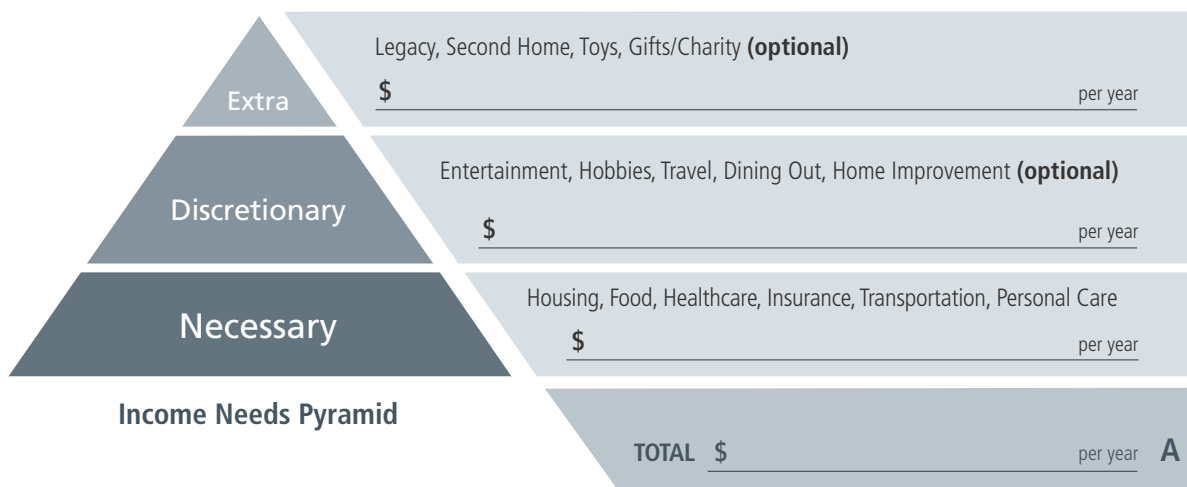 Extra
Legacy, Second Home, Toys, Gifts/Charity (optional)
$ per year
Discretionary
Entertainment, Hobbies, Travel, Dining Out, Home Improvement (optional)
$ per year
Necessary
Housing, Food, Healthcare, Insurance, Transportation, Personal Care
$ per year
Income Needs Pyramid
TOTAL $ per year A